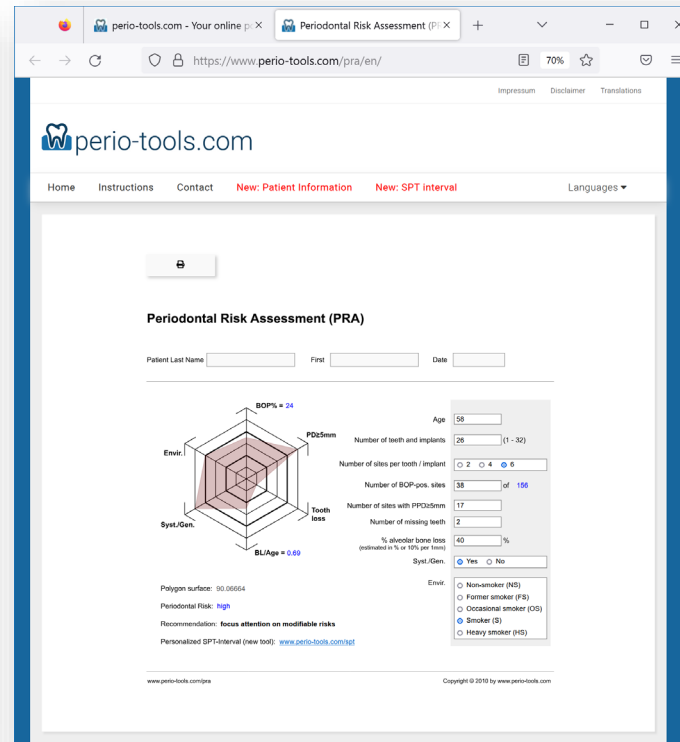 perio-tools.com - Your online p
Periodontal Risk Assessment (P
https://www.perio-tools.com/pra/en/
70%
Impressum Disclaimer Translations
perio-tools.com
Home Instructions Contact New: Patient Information New: SPT interval Languages
Periodontal Risk Assessment (PRA)
Patient Last Name First Date
BOP% = 24
PD≥5mm
Envir.
Tooth
loss
Syst./Gen.
BL/Age = 0.69
Age 58
Number of teeth and implants 26 (1 - 32)
Number of sites per tooth / implant 2 4 6
Number of BOP-pos. sites 38 of 156
Number of sites with PPD≥5mm 17
Number of missing teeth 2
% alveolar bone loss 40 %
(estimated in % or 10% per 1mm)
Syst./Gen. Yes No
Envir. Non-smoker (NS)
Former smoker (FS)
Occasional smoker (OS)
Smoker (S)
Heavy smoker (HS)
Polygon surface: 90.06664
Periodontal Risk: high
Recommendation: focus attention on modifiable risks
Personalized SPT-Interval (new tool): www.perio-tools.com/spt
www.perio-tools.com/pra Copyright © 2010 by www.perio-tools.com